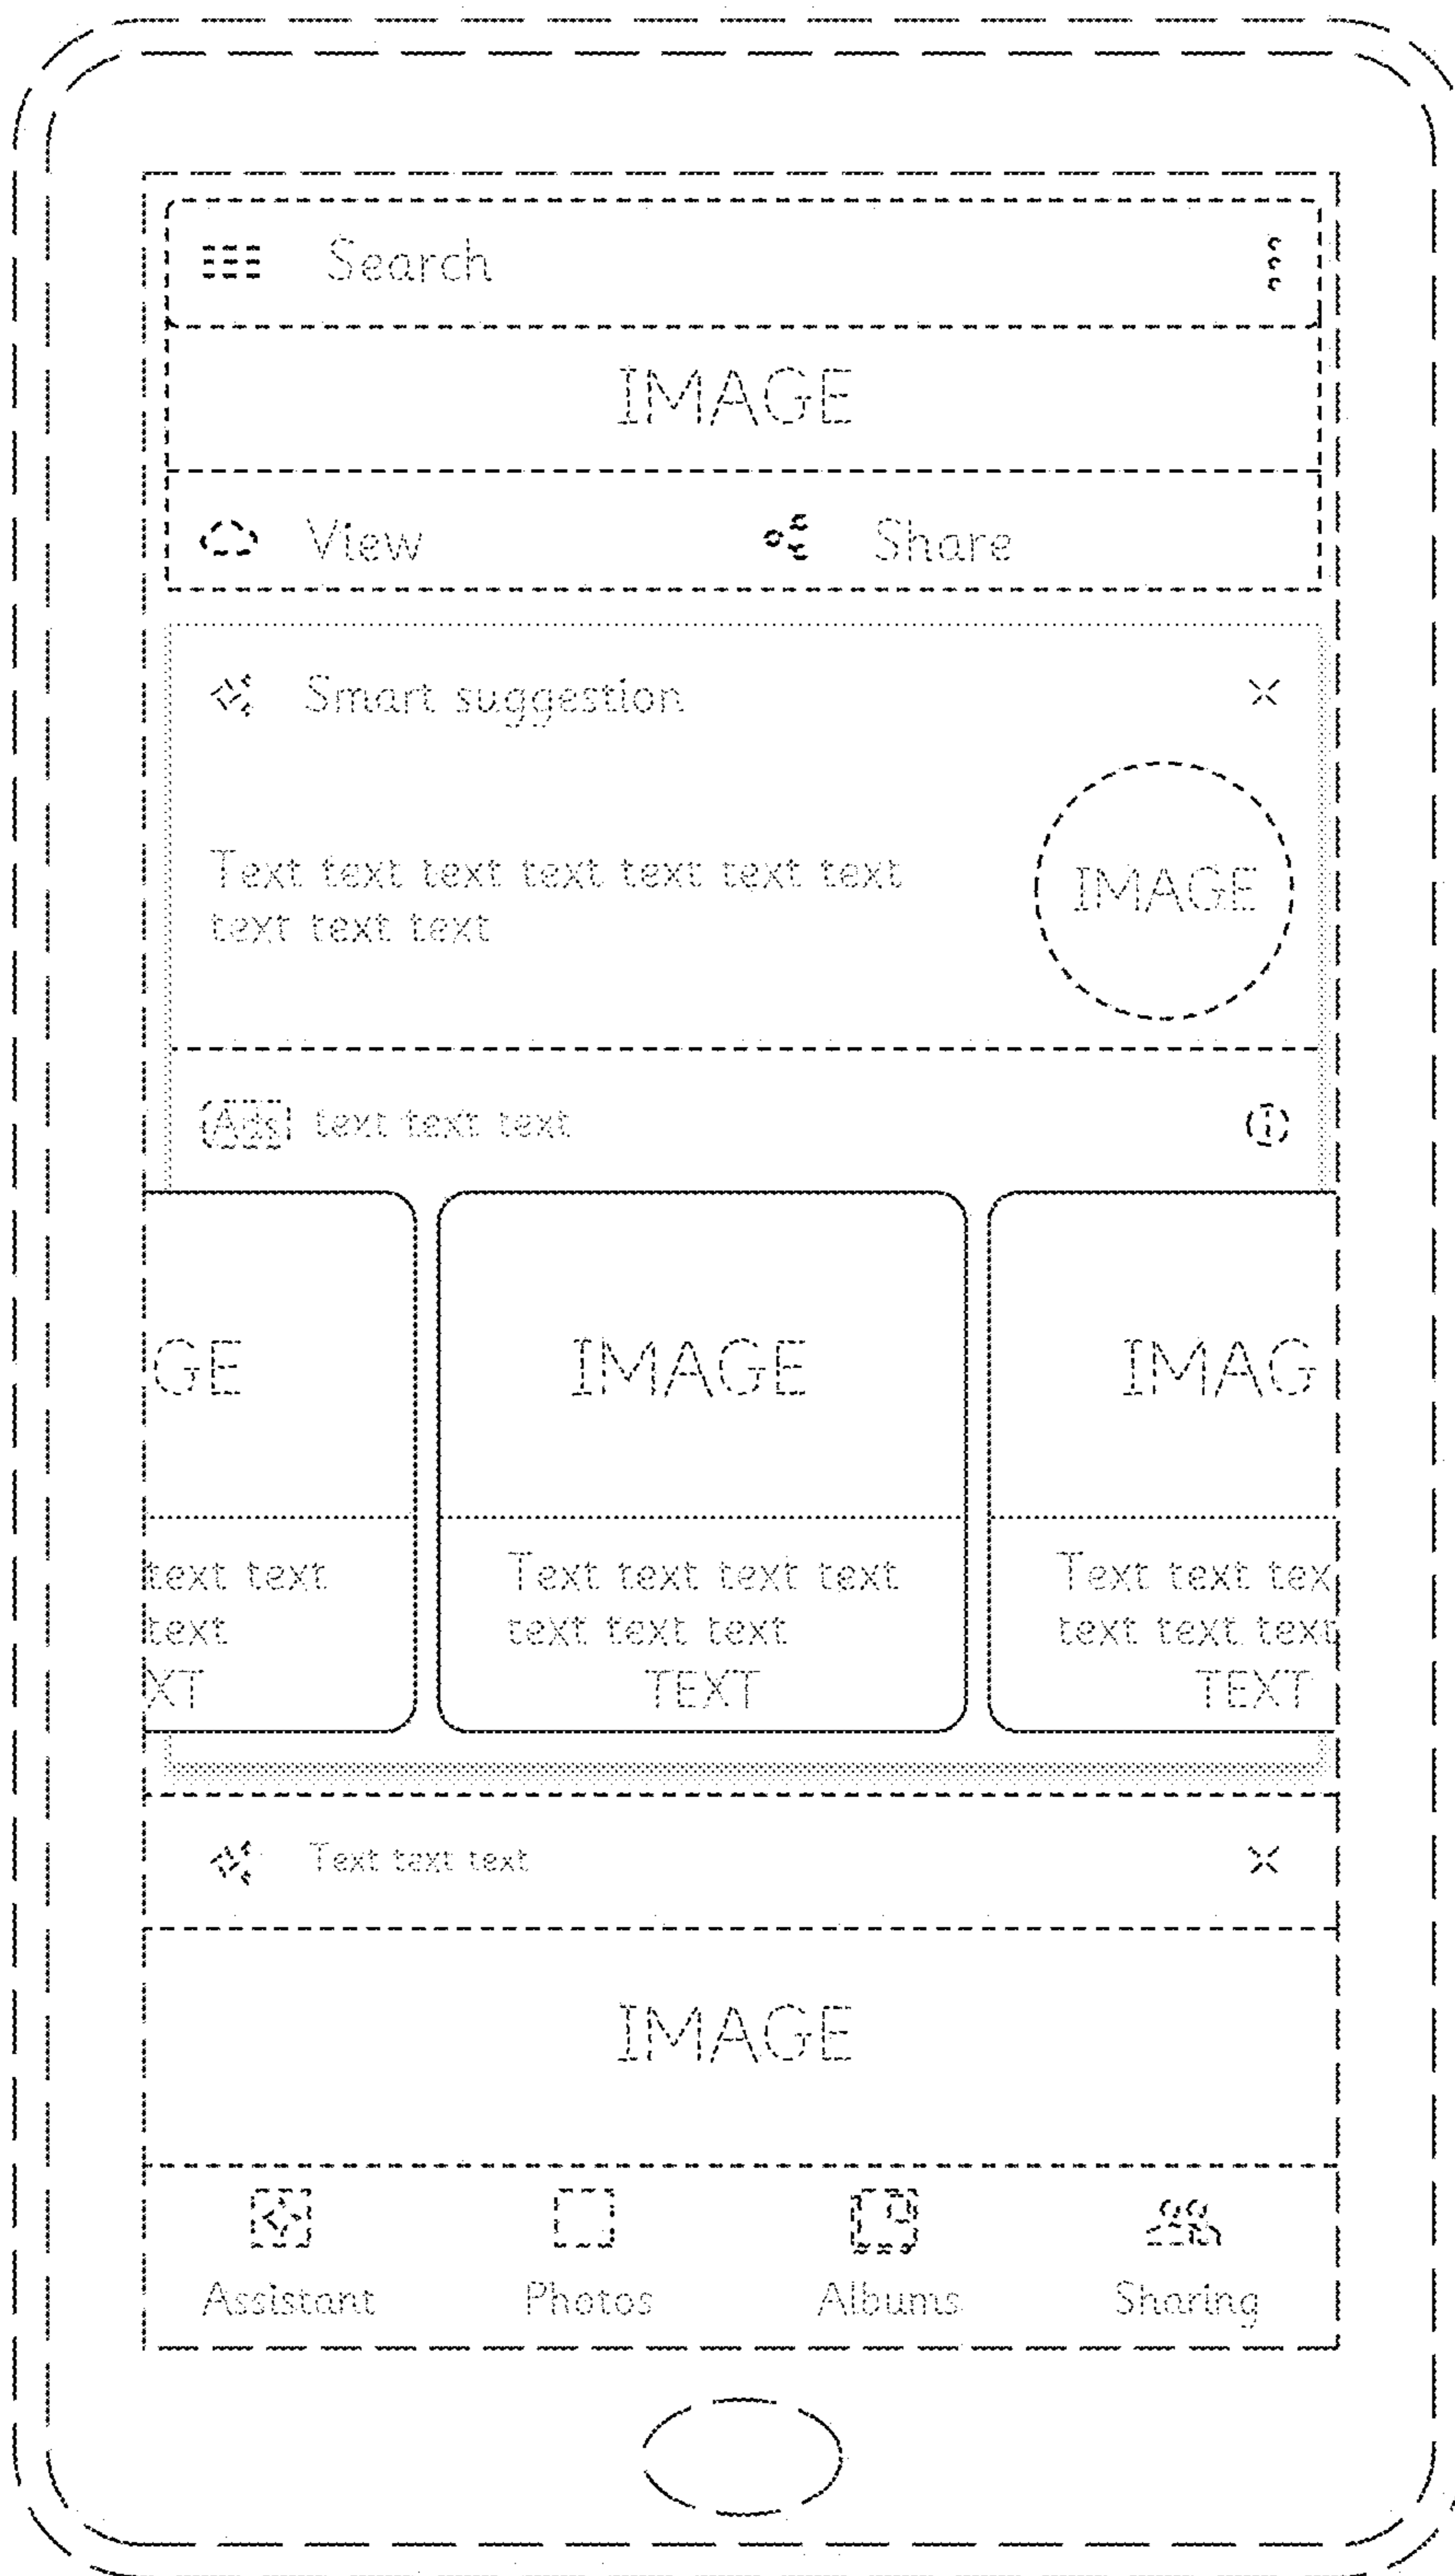 Search
IMAGE
View Share
Smart suggestion
Text text text text text text text
text text text
IMAGE
Ads text text text
GE IMAGE IMAG
text text Text text text text Text text tex
text text text text text text text
XT TEXT TEXT
Text text text
IMAGE
Assistant Photos Albums Sharing